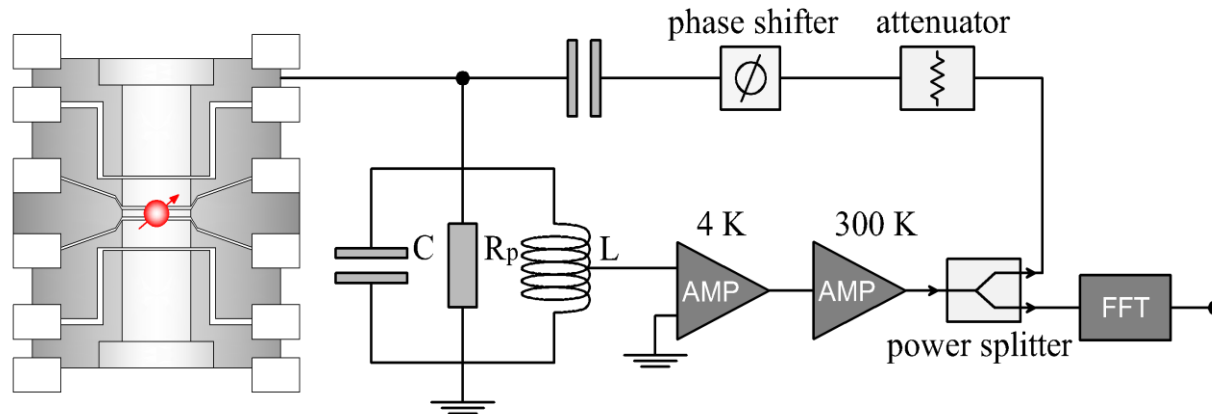 phase shifter
attenuator
C
Rp
L
4 K
300 K
AMP
AMP
FFT
power splitter